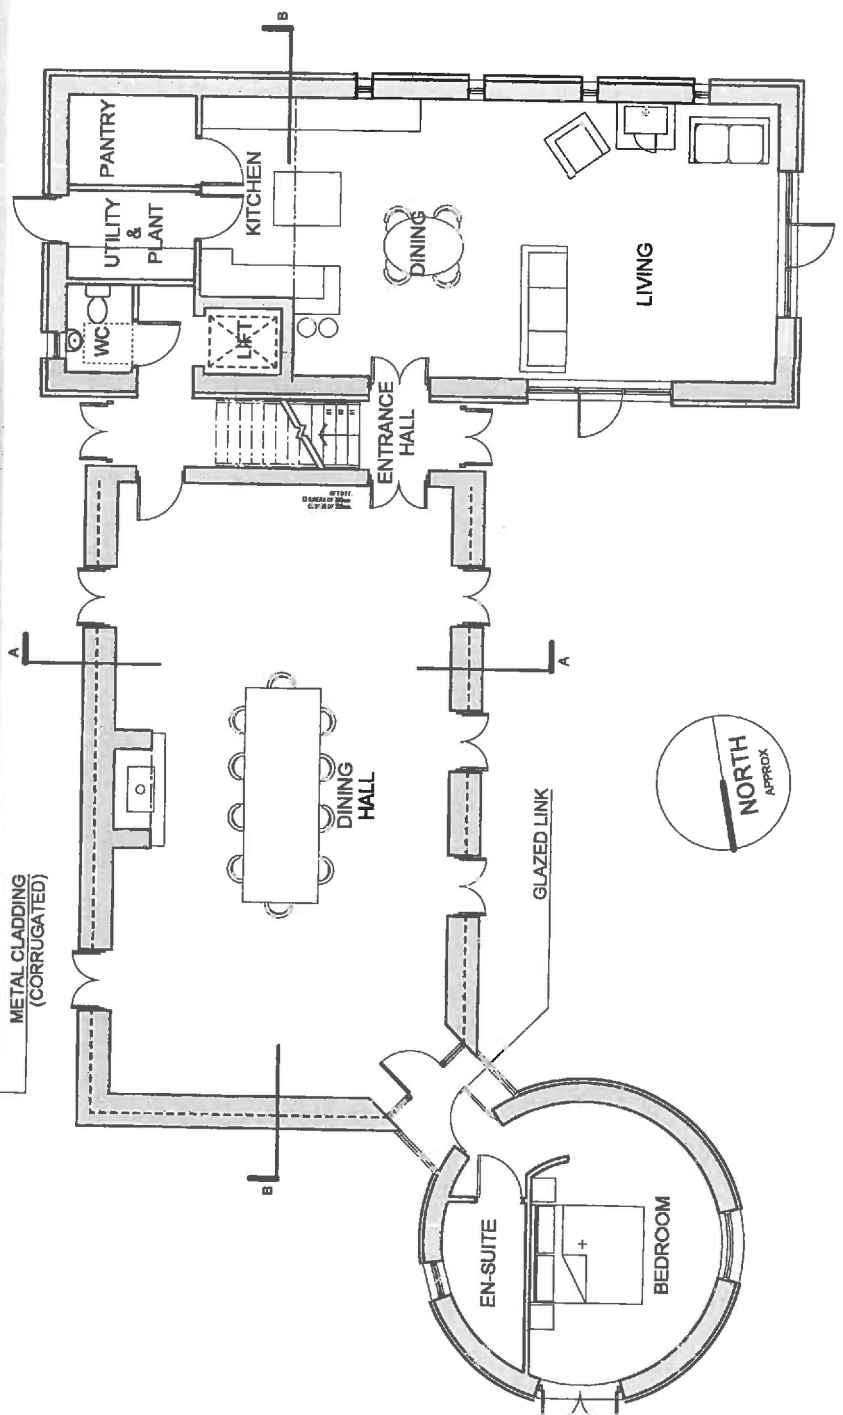 B
PANTRY
UTILITY
&
PLANT
WC
KITCHEN
LIFT
DINING
LIVING
ENTRANCE
HALL
A
A
DINING
HALL
METAL CLADDING
(CORRUGATED)
GLAZED LINK
NORTH
APPROX
B
EN-SUITE
BEDROOM